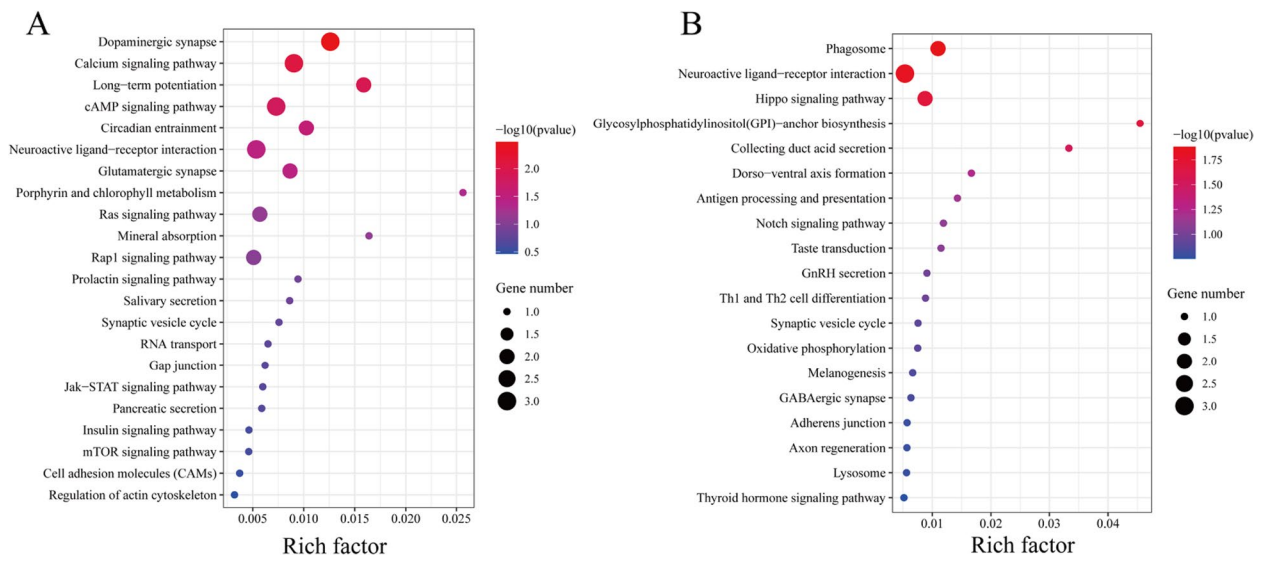 A
Dopaminergic synapse
Calcium signaling pathway
Long−term potentiation
cAMP signaling pathway
Circadian entrainment
Neuroactive ligand−receptor interaction
Glutamatergic synapse
Porphyrin and chlorophyll metabolism
Ras signaling pathway
Mineral absorption
Rap1 signaling pathway
Prolactin signaling pathway
Salivary secretion
Synaptic vesicle cycle
RNA transport
Gap junction
Jak−STAT signaling pathway
Pancreatic secretion
Insulin signaling pathway
mTOR signaling pathway
Cell adhesion molecules (CAMs)
Regulation of actin cytoskeleton
0.005 0.010 0.015 0.020 0.025
Rich factor
−log10(pvalue)
2.0
1.5
1.0
0.5
Gene number
1.0
1.5
2.0
2.5
3.0
B
Phagosome
Neuroactive ligand−receptor interaction
Hippo signaling pathway
Glycosylphosphatidylinositol(GPI)−anchor biosynthesis
Collecting duct acid secretion
Dorso−ventral axis formation
Antigen processing and presentation
Notch signaling pathway
Taste transduction
GnRH secretion
Th1 and Th2 cell differentiation
Synaptic vesicle cycle
Oxidative phosphorylation
Melanogenesis
GABAergic synapse
Adherens junction
Axon regeneration
Lysosome
Thyroid hormone signaling pathway
0.01 0.02 0.03 0.04
Rich factor
−log10(pvalue)
1.75
1.50
1.25
1.00
Gene number
1.0
1.5
2.0
2.5
3.0